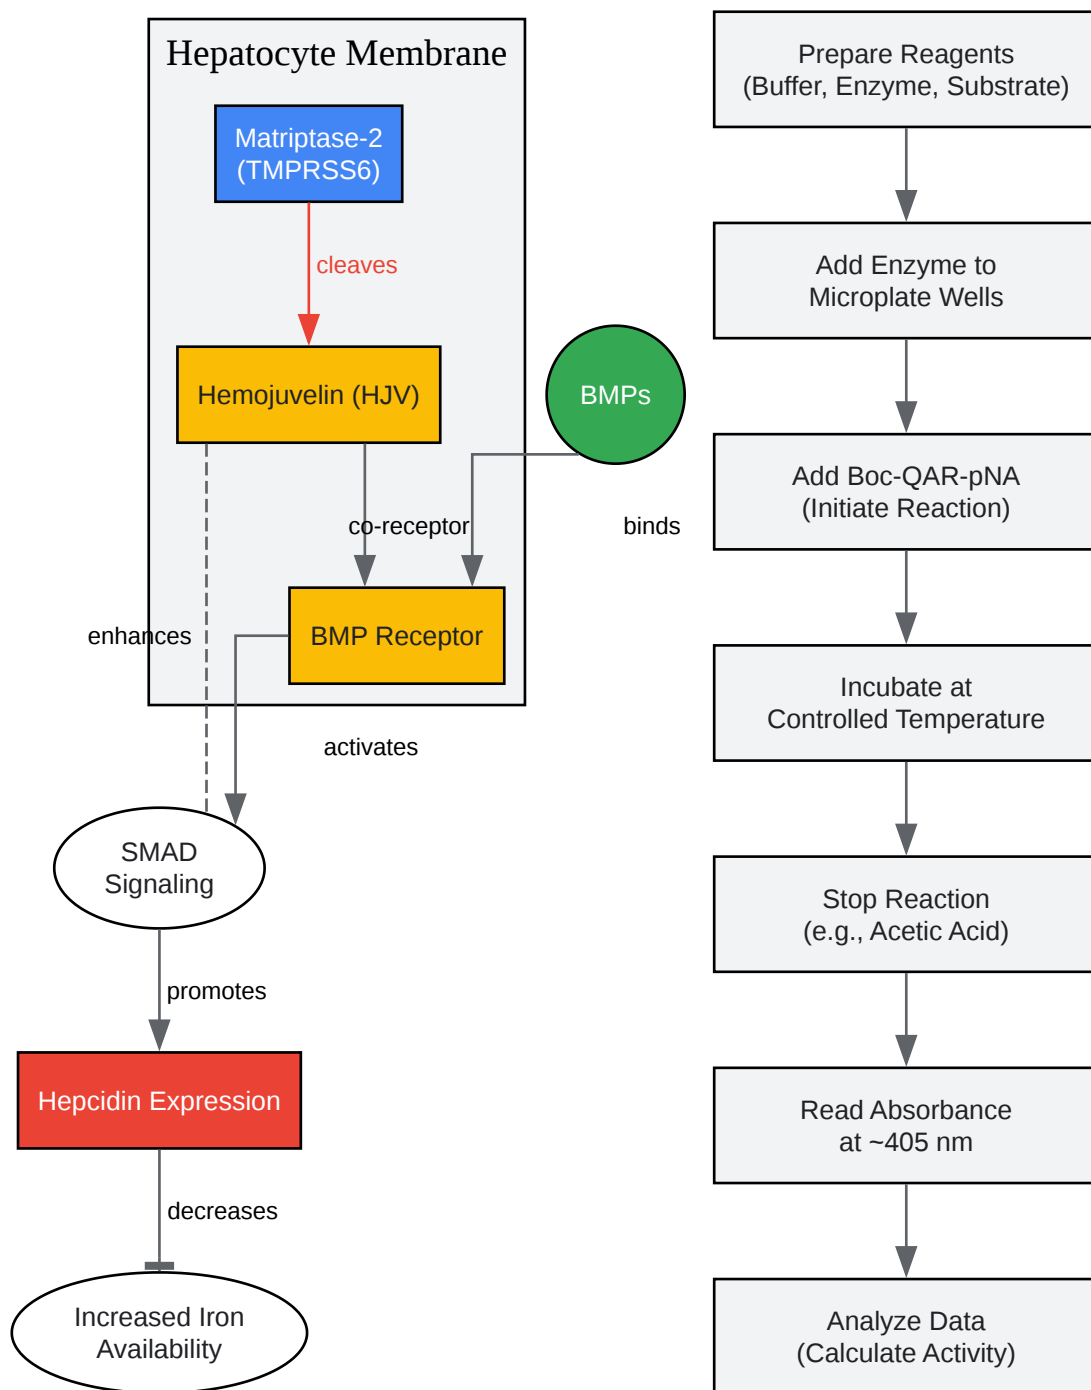 Hepatocyte Membrane
Matriptase-2
(TMPRSS6)
cleaves
Hemojuvelin (HJV)
BMPs
co-receptor
binds
enhances
BMP Receptor
activates
SMAD
Signaling
promotes
Hepcidin Expression
decreases
Increased Iron
Availability
Prepare Reagents
(Buffer, Enzyme, Substrate)
Add Enzyme to
Microplate Wells
Add Boc-QAR-pNA
(Initiate Reaction)
Incubate at
Controlled Temperature
Stop Reaction
(e.g., Acetic Acid)
Read Absorbance
at ~405 nm
Analyze Data
(Calculate Activity)